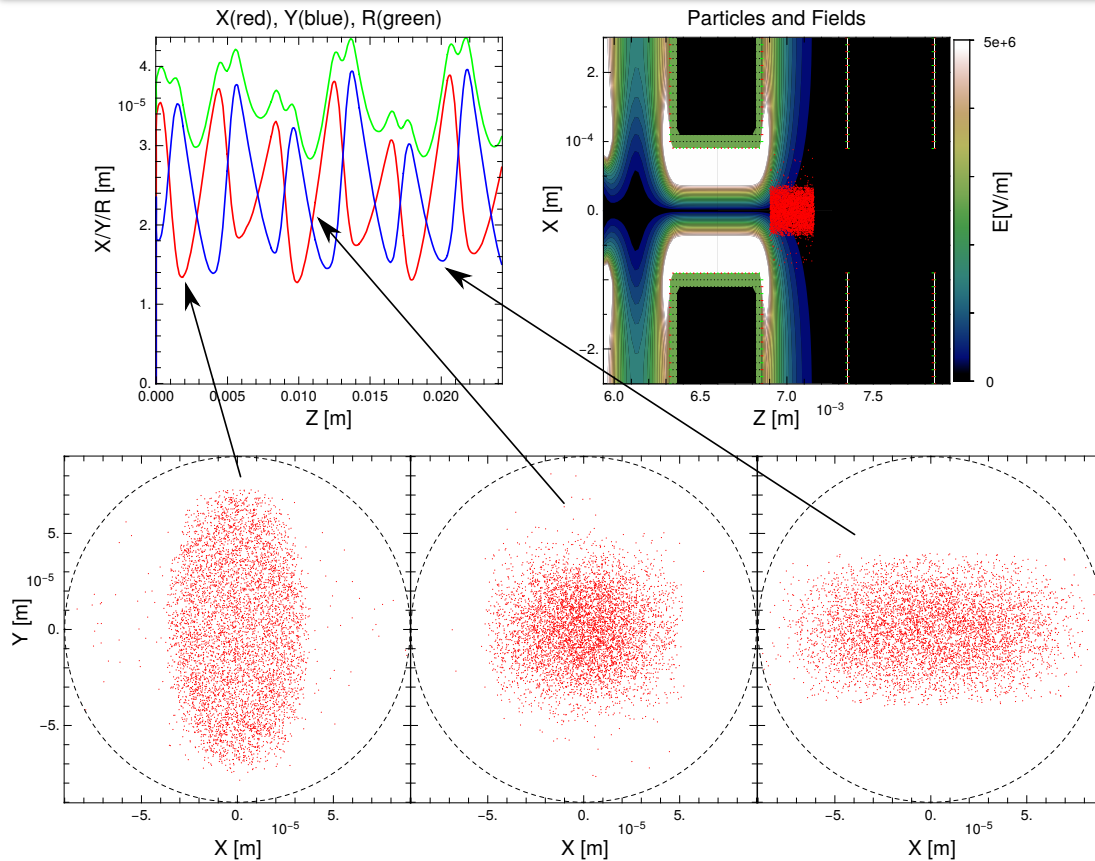 X(red), Y(blue), R(green)
Particles and Fields
X/Y/R [m]
4.
10⁻⁵
3.
2.
1.
0.
0.000 0.005 0.010 0.015 0.020
Z [m]
X [m]
2.
10⁻⁴
0.
−2.
6.0 6.5 7.0 7.5
Z [m] 10⁻³
5e+6
E[V/m]
0
Y [m]
5.
10⁻⁵
0.
−5.
−5. 0. 5. −5. 0. 5. −5. 0. 5.
10⁻⁵ 10⁻⁵ 10⁻⁵
X [m] X [m] X [m]